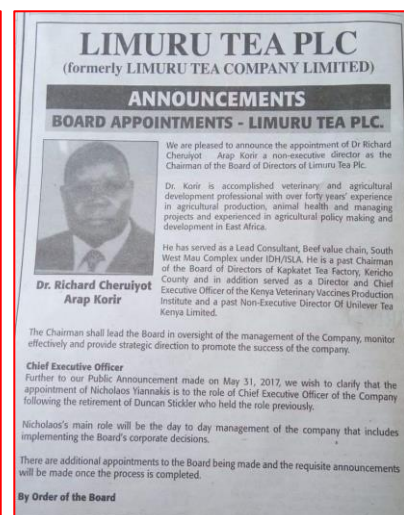 LIMURU TEA PLC
(formerly LIMURU TEA COMPANY LIMITED)
ANNOUNCEMENTS
BOARD APPOINTMENTS - LIMURU TEA PLC.
We are pleased to announce the appointment of Dr Richard
Cheruiyot Arap Korir a non-executive director as the
Chairman of the Board of Directors of Limuru Tea Plc.
Dr. Korir is accomplished veterinary and agricultural
development professional with over forty years' experience
in agricultural production, animal health and managing
projects and experienced in agricultural policy making and
development in East Africa.
He has served as a Lead Consultant, Beef value chain, South
West Mau Complex under IDH/ISLA. He is a past Chairman
of the Board of Directors of Kapkatet Tea Factory, Kericho
County and in addition served as a Director and Chief
Executive Officer of the Kenya Veterinary Vaccines Production
Institute and a past Non-Executive Director Of Unilever Tea
Kenya Limited.
Dr. Richard Cheruiyot
Arap Korir
The Chairman shall lead the Board in oversight of the management of the Company, monitor
effectively and provide strategic direction to promote the success of the company.
Chief Executive Officer
Further to our Public Announcement made on May 31, 2017, we wish to clarify that the
appointment of Nicholaos Yiannakis is to the role of Chief Executive Officer of the Company
following the retirement of Duncan Stickler who held the role previously.
Nicholaos's main role will be the day to day management of the company that includes
implementing the Board's corporate decisions.
There are additional appointments to the Board being made and the requisite announcements
will be made once the process is completed.
By Order of the Board